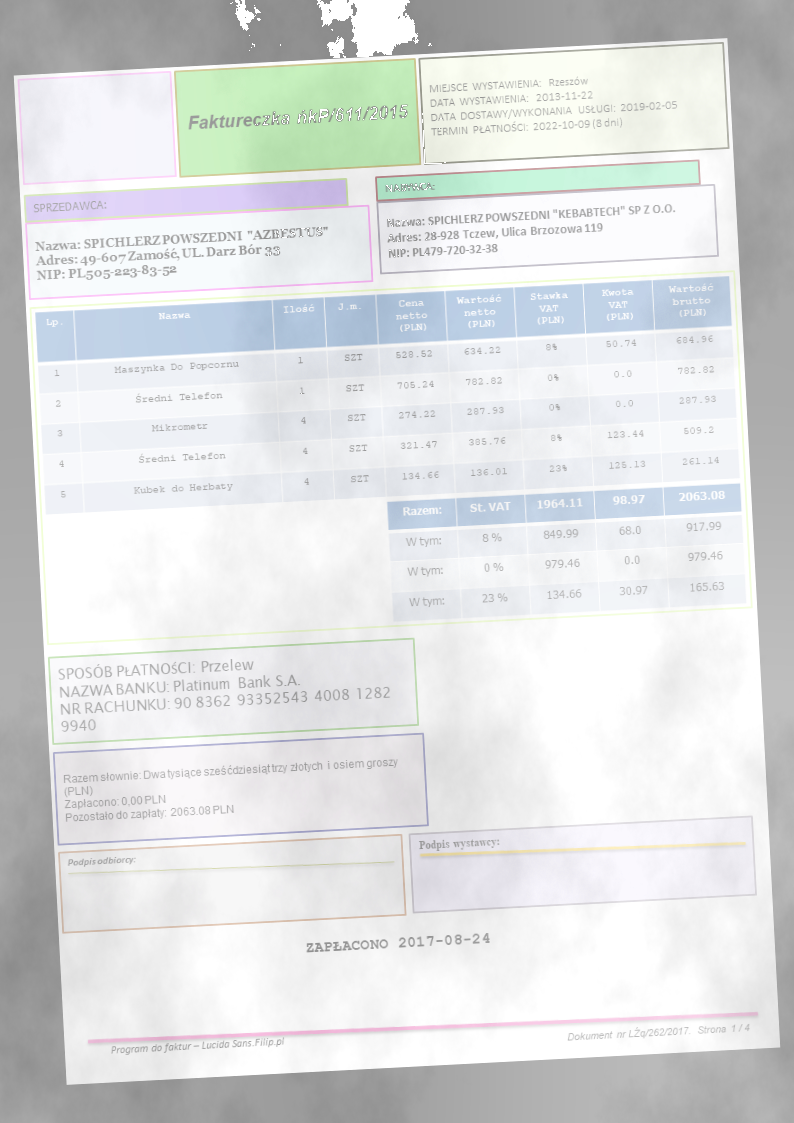 Faktureczka ńkP/611/2015
MIEJSCE WYSTAWIENIA: Rzeszów
DATA WYSTAWIENIA: 2013-11-22
DATA DOSTAWY/WYKONANIA USŁUGI: 2019-02-05
TERMIN PŁATNOŚCI: 2022-10-09 (8 dni)
SPRZEDAWCA:
Nazwa: SPICHLERZ POWSZEDNI "AZBESTUS"
Adres: 49-607 Zamość, UL. Darz Bór 33
NIP: PL505-223-83-52
NABYWCA:
Nazwa: SPICHLERZ POWSZEDNI "KEBABTECH" SP Z O.O.
Adres: 28-928 Tczew, Ulica Brzozowa 119
NIP: PL479-720-32-38
Lp. Nazwa Ilość J.m. Cena netto (PLN) Wartość netto (PLN) Stawka VAT (PLN) Kwota VAT (PLN) Wartość brutto (PLN)
1 Maszynka Do Popcornu 1 SZT 528.52 634.22 8% 50.74 684.96
2 Średni Telefon 1 SZT 705.24 782.82 0% 0.0 782.82
3 Mikrometr 4 SZT 274.22 287.93 0% 0.0 287.93
4 Średni Telefon 4 SZT 321.47 385.76 8% 123.44 509.2
5 Kubek do Herbaty 4 SZT 134.66 136.01 23% 125.13 261.14
Razem: St. VAT 1964.11 98.97 2063.08
W tym: 8 % 849.99 68.0 917.99
W tym: 0 % 979.46 0.0 979.46
W tym: 23 % 134.66 30.97 165.63
SPOSÓB PŁATNOŚCI: Przelew
NAZWA BANKU: Platinum Bank S.A.
NR RACHUNKU: 90 8362 93352543 4008 1282
9940
Razem słownie: Dwa tysiące sześćdziesiąt trzy złotych i osiem groszy
(PLN)
Zapłacono: 0,00 PLN
Pozostało do zapłaty: 2063.08 PLN
Podpis odbiorcy:
Podpis wystawcy:
ZAPŁACONO 2017-08-24
Program do faktur – Lucida Sans.Filip.pl
Dokument nr LŻq/262/2017. Strona 1 / 4